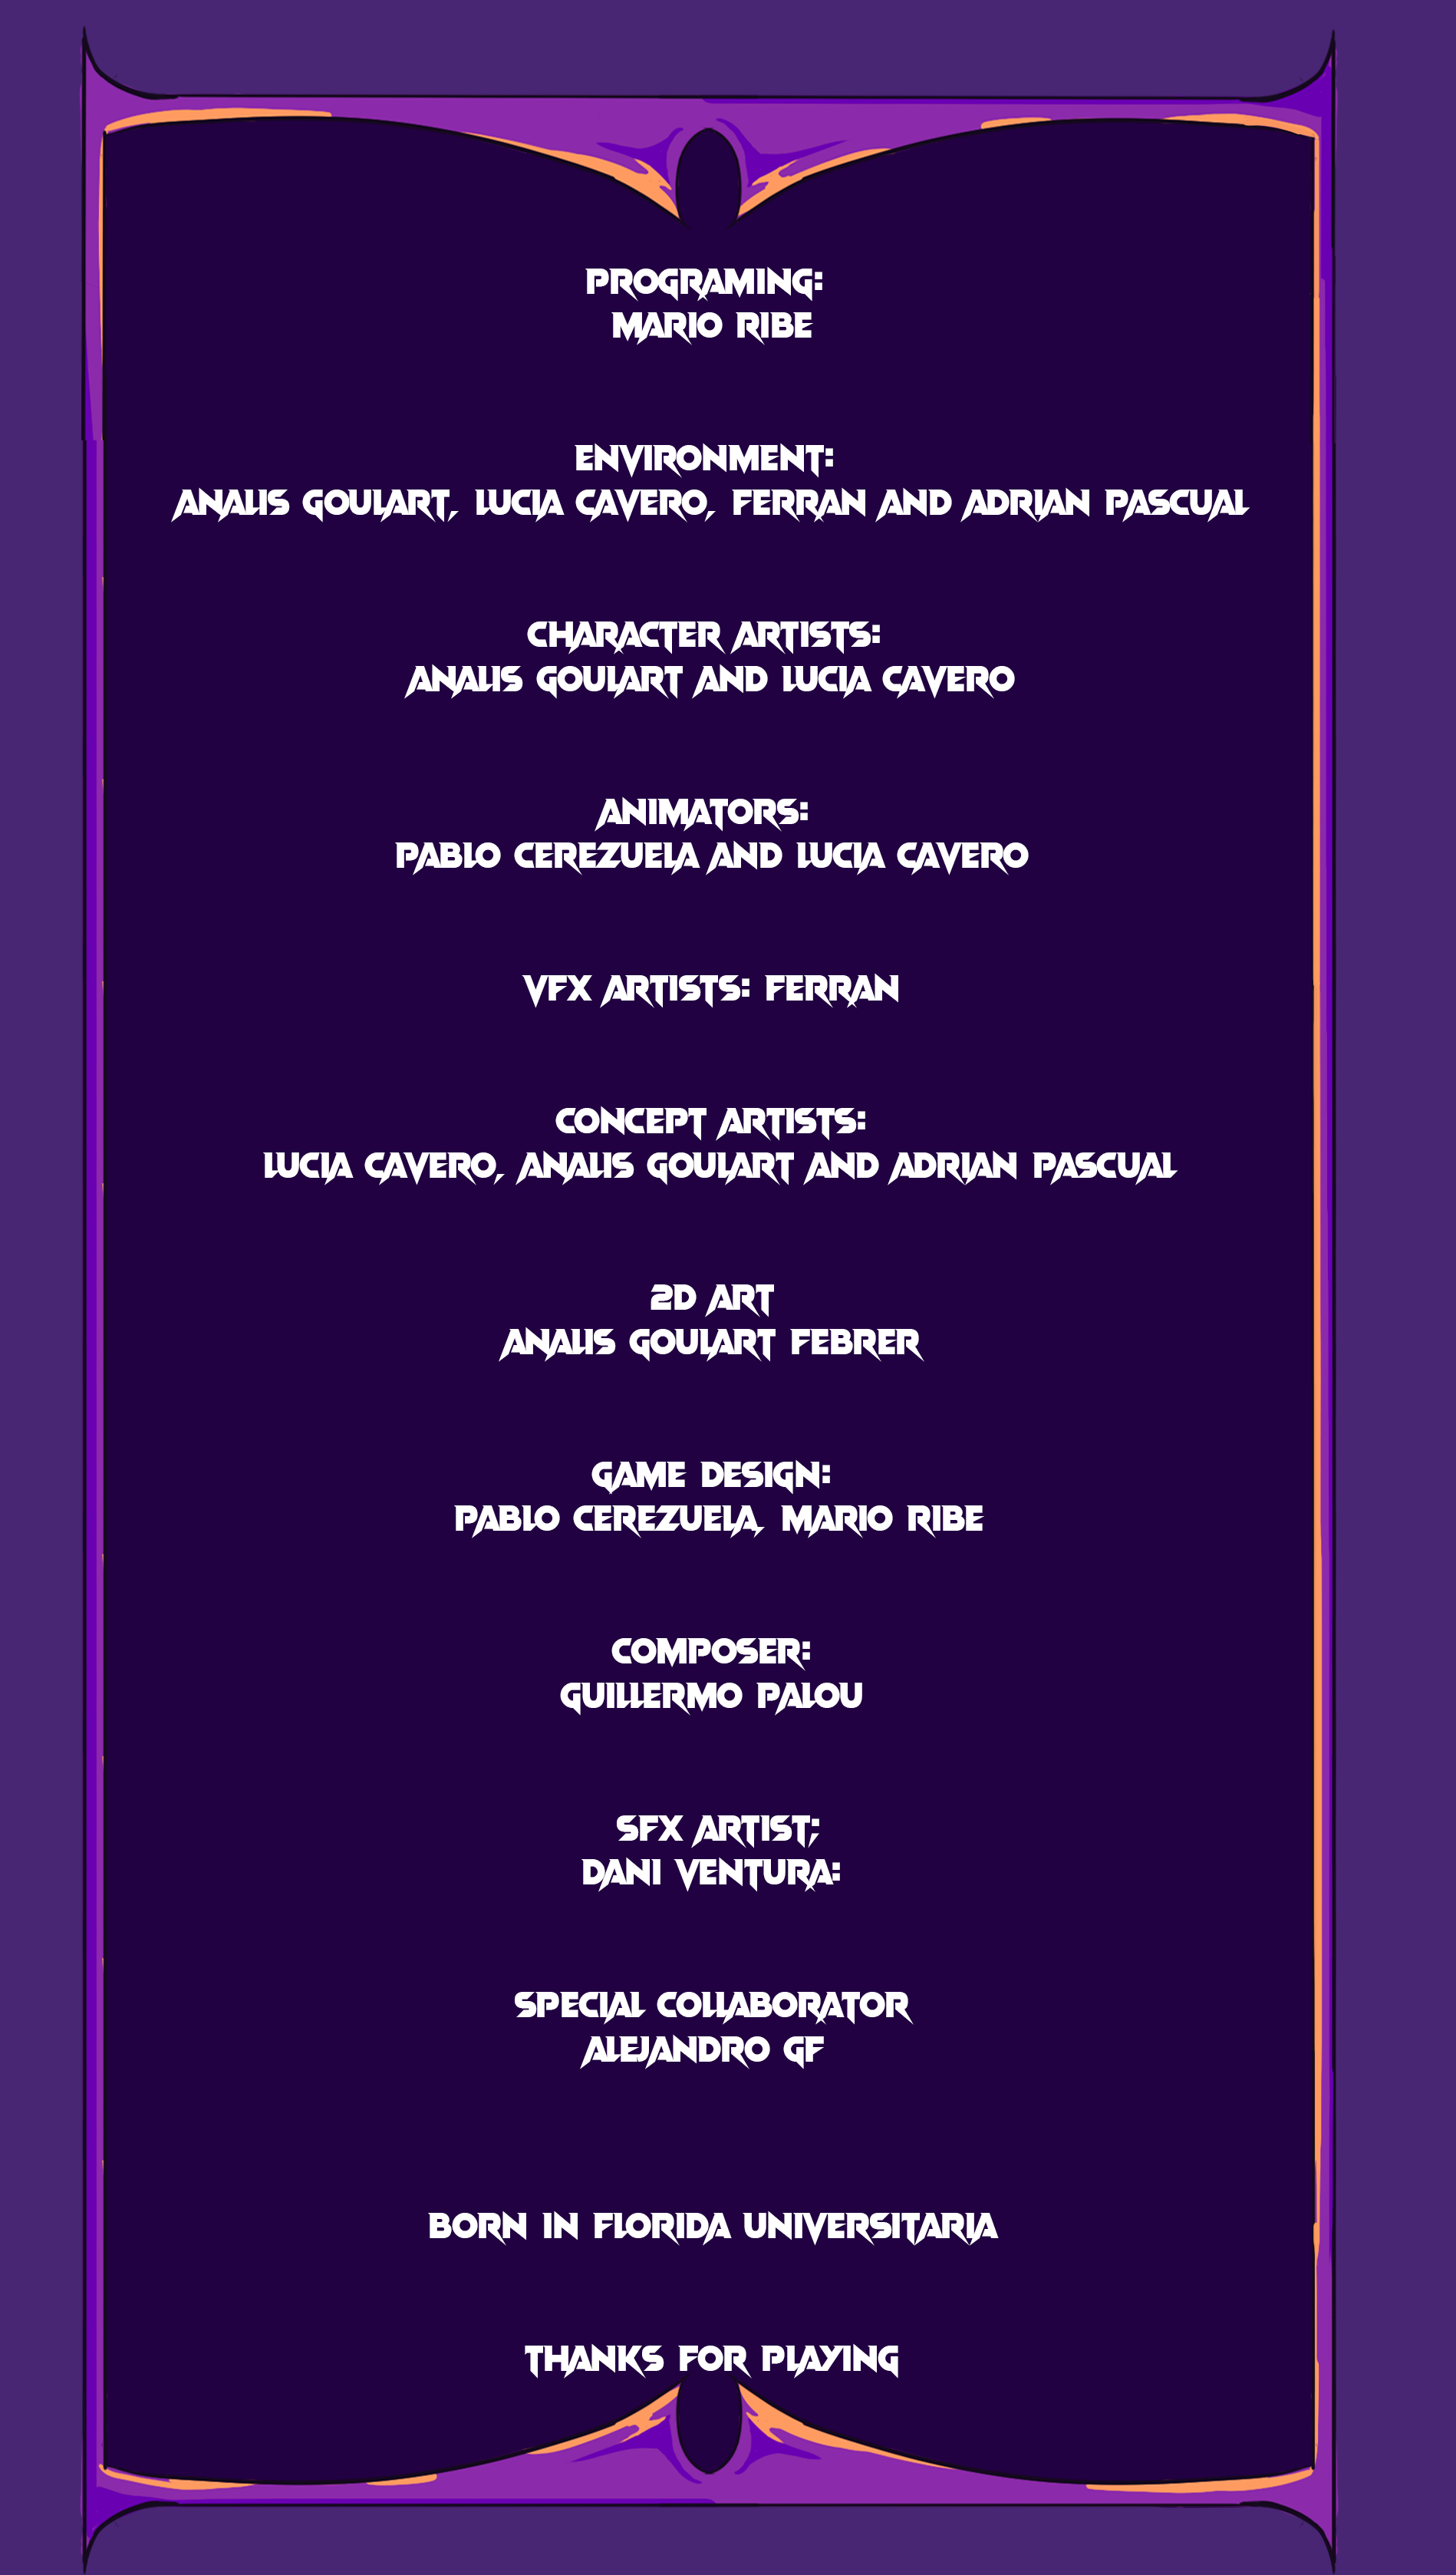 PROGRAMING:
MARIO RIBE
ENVIRONMENT:
ANALIS GOULART, LUCIA CAVERO, FERRAN AND ADRIAN PASCUAL
CHARACTER ARTISTS:
ANALIS GOULART AND LUCIA CAVERO
ANIMATORS:
PABLO CEREZUELA AND LUCIA CAVERO
VFX ARTISTS: FERRAN
CONCEPT ARTISTS:
LUCIA CAVERO, ANALIS GOULART AND ADRIAN PASCUAL
2D ART
ANALIS GOULART FEBRER
GAME DESIGN:
PABLO CEREZUELA, MARIO RIBE
COMPOSER:
GUILLERMO PALOU
SFX ARTIST;
DANI VENTURA:
SPECIAL COLLABORATOR
ALEJANDRO GF
BORN IN FLORIDA UNIVERSITARIA
THANKS FOR PLAYING